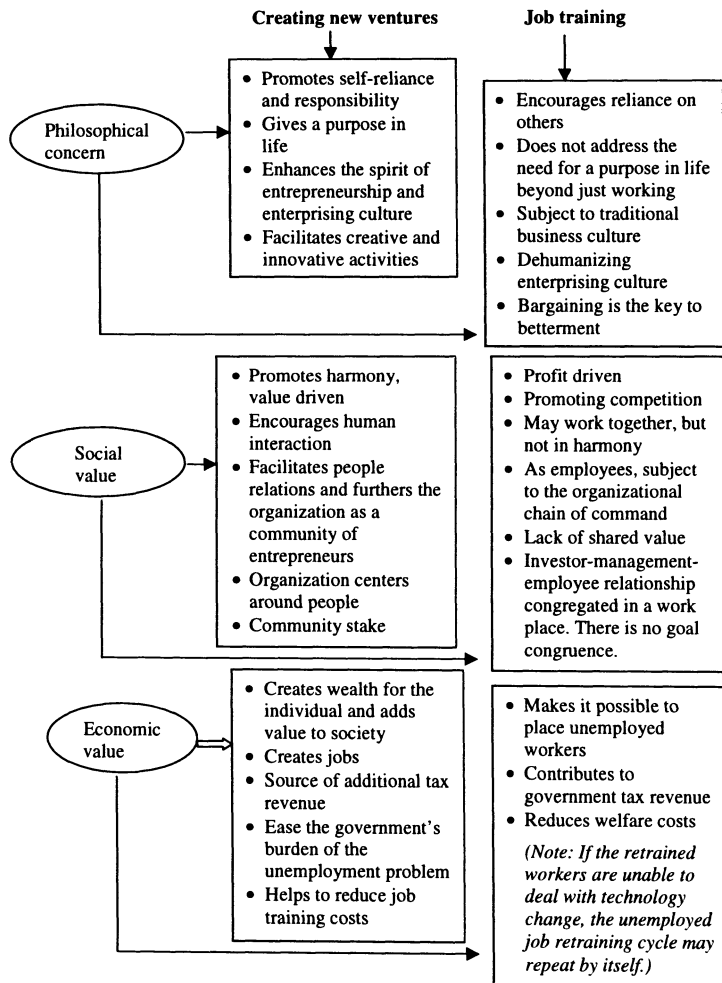 Creating new ventures
Job training
Philosophical
concern
• Promotes self-reliance
and responsibility
• Gives a purpose in
life
• Enhances the spirit of
entrepreneurship and
enterprising culture
• Facilitates creative and
innovative activities
• Encourages reliance on
others
• Does not address the
need for a purpose in life
beyond just working
• Subject to traditional
business culture
• Dehumanizing
enterprising culture
• Bargaining is the key to
betterment
Social
value
• Promotes harmony,
value driven
• Encourages human
interaction
• Facilitates people
relations and furthers the
organization as a
community of
entrepreneurs
• Organization centers
around people
• Community stake
• Profit driven
• Promoting competition
• May work together, but
not in harmony
• As employees, subject
to the organizational
chain of command
• Lack of shared value
• Investor-management-
employee relationship
congregated in a work
place. There is no goal
congruence.
Economic
value
• Creates wealth for the
individual and adds
value to society
• Creates jobs
• Source of additional tax
revenue
• Ease the government's
burden of the
unemployment problem
• Helps to reduce job
training costs
• Makes it possible to
place unemployed
workers
• Contributes to
government tax revenue
• Reduces welfare costs
(Note: If the retrained
workers are unable to
deal with technology
change, the unemployed
job retraining cycle may
repeat by itself.)